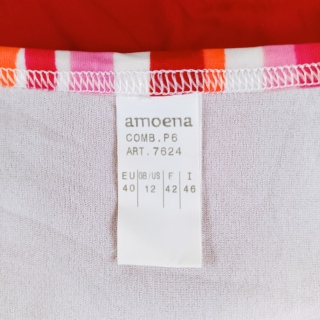 amoena
COMB.P6
ART.7624
EU GB/US F I
40 12 42 46